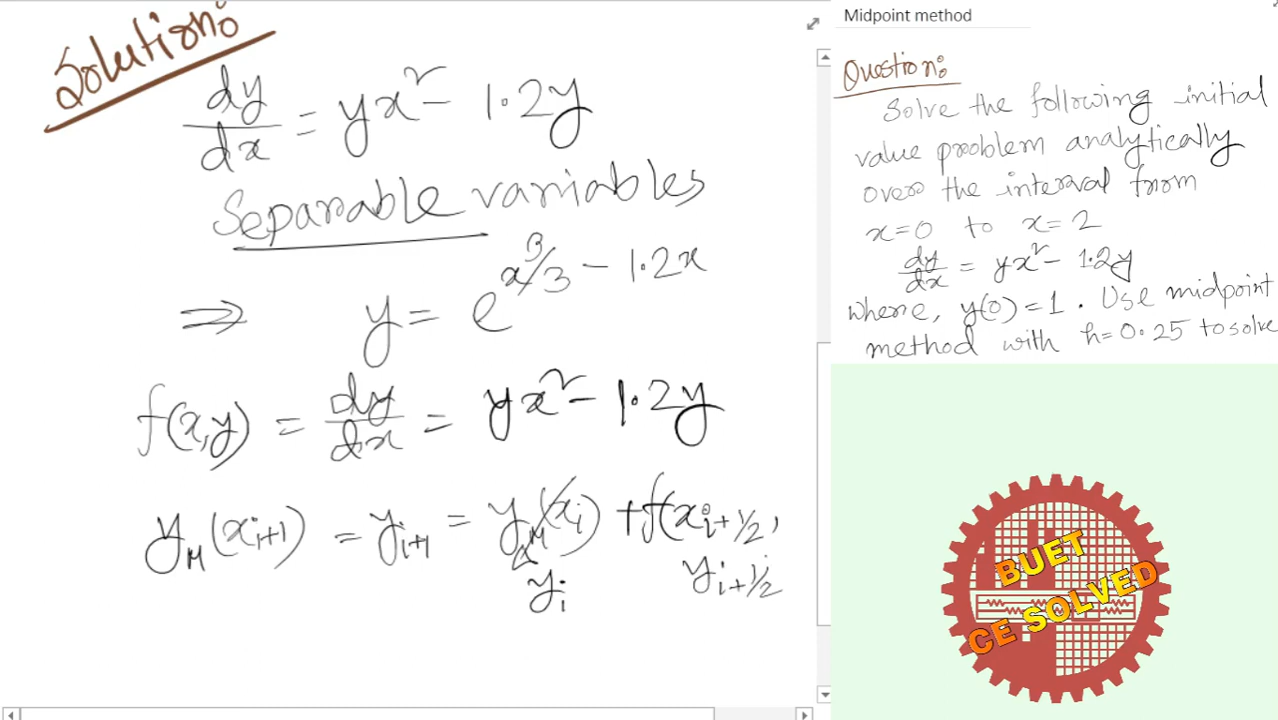 Solution:
dy/dx = yx² - 1.2y
Separable variables
⇒ y = e^(x³/3 - 1.2x)
f(x,y) = dy/dx = yx² - 1.2y
y_M(x_{i+1}) = y_{i+1} = y_M(x_i) + f(x_{i+1/2},
y_i y_{i+1/2}
Midpoint method
Question:
Solve the following initial
value problem analytically
over the interval from
x=0 to x=2
dy/dx = yx² - 1.2y
where, y(0)=1. Use midpoint
method with h=0.25 to solve
BUET
CE SOLVED